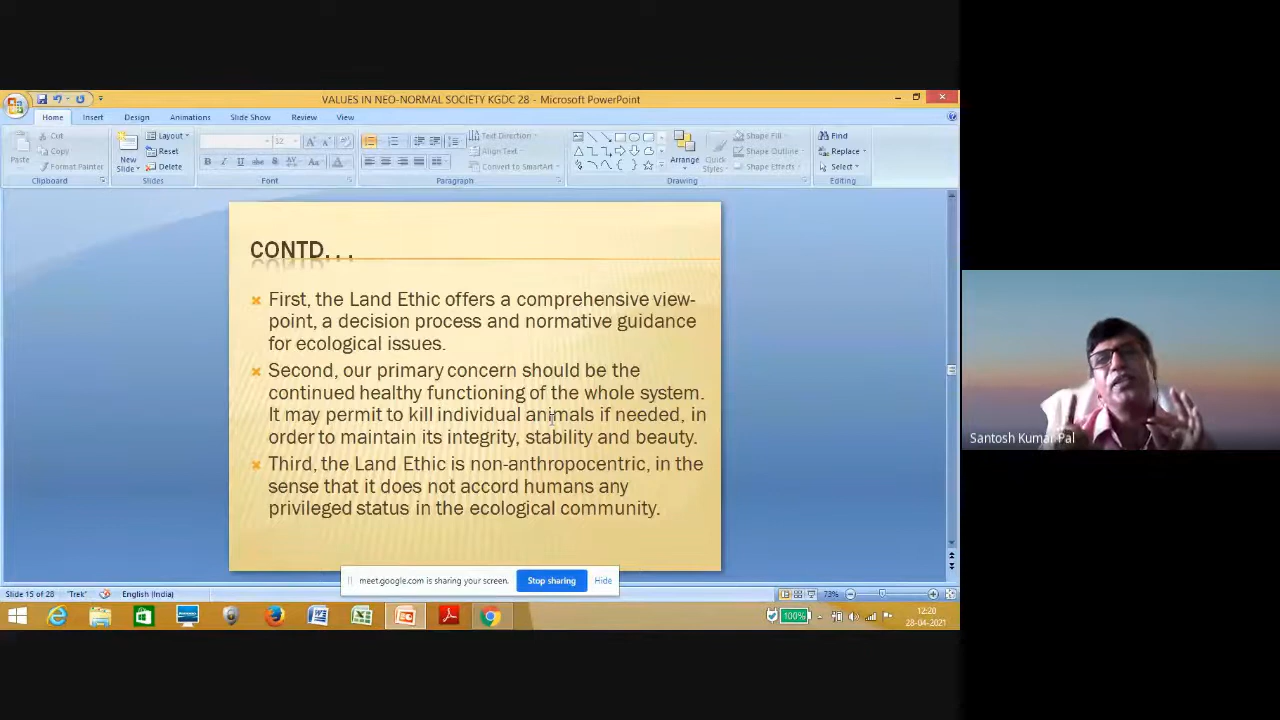 VALUES IN NEO-NORMAL SOCIETY KGDC 28 - Microsoft PowerPoint
Home Insert Design Animations Slide Show Review View
Cut
Copy
Format Painter
Paste
Clipboard
New
Slide
Layout
Reset
Delete
Slides
12
Font
Text Direction
Align Text
Convert to SmartArt
Paragraph
Arrange
Quick
Styles
Shape Fill
Shape Outline
Shape Effects
Drawing
Find
Replace
Select
Editing
CONTD. . .
First, the Land Ethic offers a comprehensive view-
point, a decision process and normative guidance
for ecological issues.
Second, our primary concern should be the
continued healthy functioning of the whole system.
It may permit to kill individual animals if needed, in
order to maintain its integrity, stability and beauty.
Third, the Land Ethic is non-anthropocentric, in the
sense that it does not accord humans any
privileged status in the ecological community.
meet.google.com is sharing your screen. Stop sharing Hide
Slide 15 of 28 "Trek" English (India) 73%
100% 12:20
28-04-2021
Santosh Kumar Pal